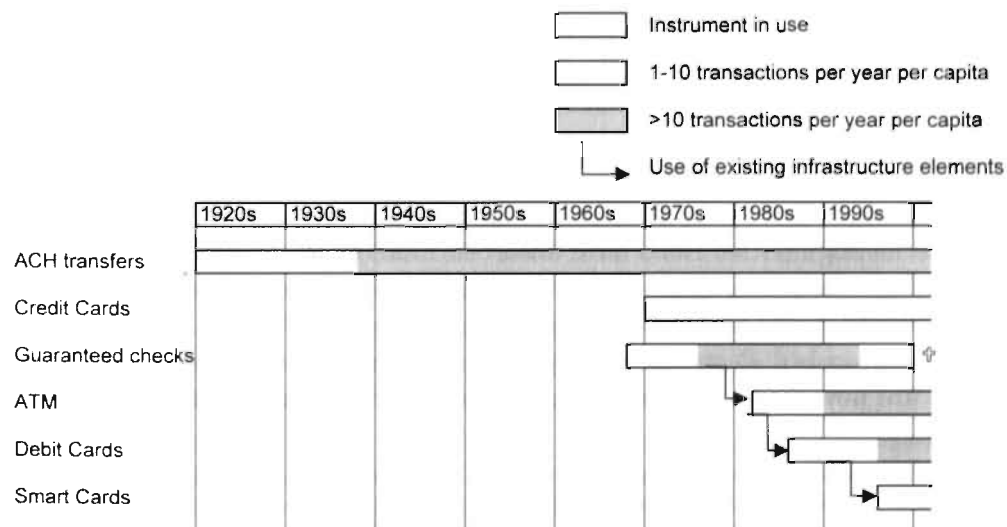 Instrument in use
1-10 transactions per year per capita
>10 transactions per year per capita
Use of existing infrastructure elements
1920s 1930s 1940s 1950s 1960s 1970s 1980s 1990s
ACH transfers
Credit Cards
Guaranteed checks
ATM
Debit Cards
Smart Cards